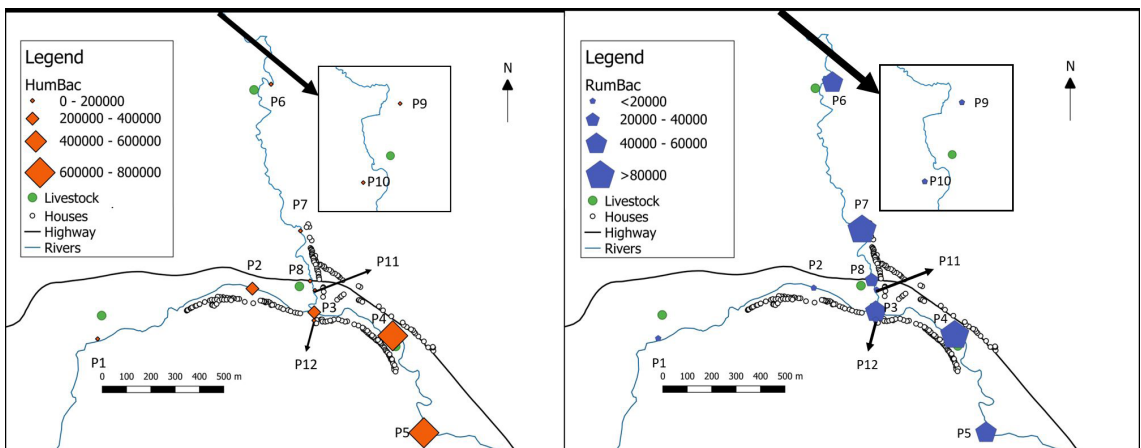 Legend
HumBac
0 - 200000
200000 - 400000
400000 - 600000
600000 - 800000
Livestock
Houses
Highway
Rivers
P6
P9
P10
N
P7
P2
P8
P11
P3
P4
P1
P12
0 100 200 300 400 500 m
P5
Legend
RumBac
<20000
20000 - 40000
40000 - 60000
>80000
Livestock
Houses
Highway
Rivers
P6
P9
P10
N
P7
P2
P8
P11
P3
P4
P1
P12
0 100 200 300 400 500 m
P5